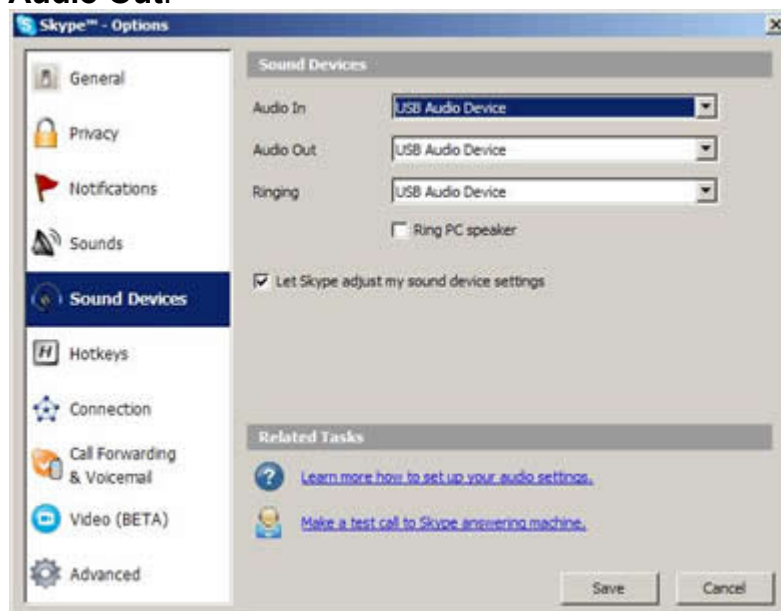 Audio Out.
Skype™ - Options
General
Privacy
Notifications
Sounds
Sound Devices
H Hotkeys
Connection
Call Forwarding
& Voicemail
Video (BETA)
Advanced
Sound Devices
Audio In USB Audio Device
Audio Out USB Audio Device
Ringing USB Audio Device
Ring PC speaker
Let Skype adjust my sound device settings
Related Tasks
? Learn more how to set up your audio settings.
Make a test call to Skype answering machine.
Save Cancel